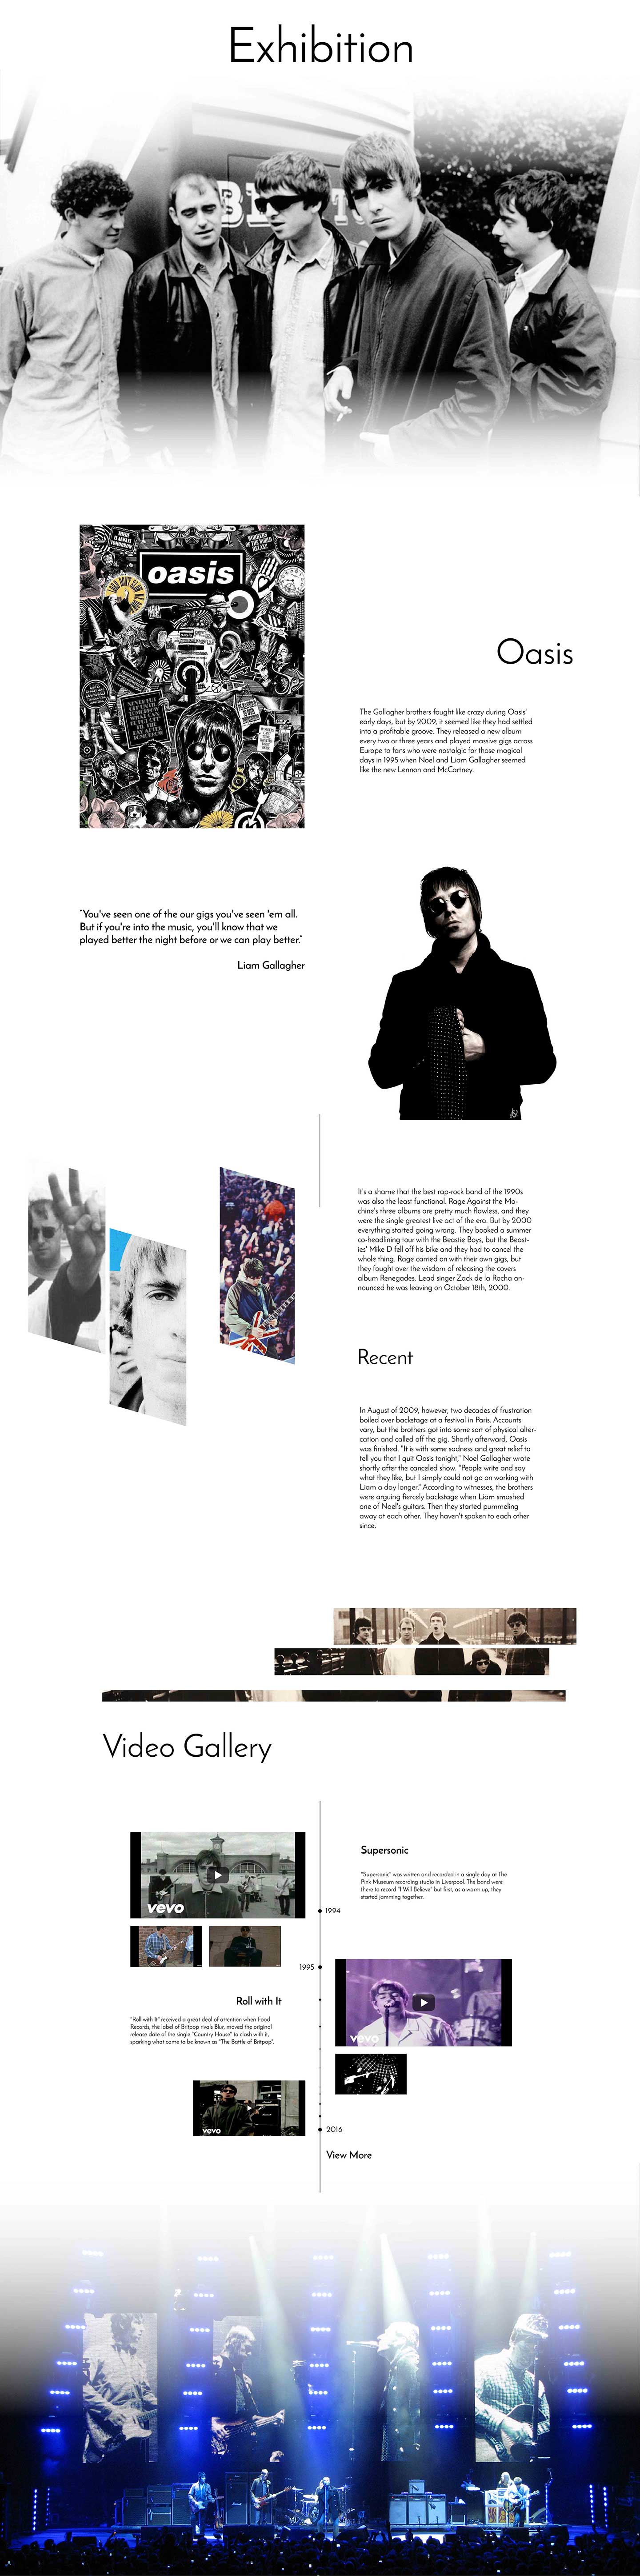 Exhibition
oasis
Oasis
The Gallagher brothers fought like crazy during Oasis'
early days, but by 2009, it seemed like they had settled
into a profitable groove. They released a new album
every two or three years and played massive gigs across
Europe to fans who were nostalgic for those magical
days in 1995 when Noel and Liam Gallagher seemed
like the new Lennon and McCartney.
"You've seen one of the our gigs you've seen 'em all.
But if you're into the music, you'll know that we
played better the night before or we can play better."
Liam Gallagher
It's a shame that the best rap-rock band of the 1990s
was also the least functional. Rage Against the Ma-
chine's three albums are pretty much flawless, and they
were the single greatest live act of the era. But by 2000
everything started going wrong. They booked a summer
co-headlining tour with the Beastie Boys, but the Beast-
ies' Mike D fell off his bike and they had to cancel the
whole thing. Rage carried on with their own gigs, but
they fought over the wisdom of releasing the covers
album Renegades. Lead singer Zack de la Rocha an-
nounced he was leaving on October 18th, 2000.
Recent
In August of 2009, however, two decades of frustration
boiled over backstage at a festival in Paris. Accounts
vary, but the brothers got into some sort of physical alter-
cation and called off the gig. Shortly afterward, Oasis
was finished. "It is with some sadness and great relief to
tell you that I quit Oasis tonight," Noel Gallagher wrote
shortly after the canceled show. "People write and say
what they like, but I simply could not go on working with
Liam a day longer." According to witnesses, the brothers
were arguing fiercely backstage when Liam smashed
one of Noel's guitars. Then they started pummeling
away at each other. They haven't spoken to each other
since.
Video Gallery
vevo
Supersonic
"Supersonic" was written and recorded in a single day at The
Pink Museum recording studio in Liverpool. The band were
there to record "I Will Believe" but first, as a warm up, they
started jamming together.
1994
1995
vevo
Roll with It
"Roll with It" received a great deal of attention when Food
Records, the label of Britpop rivals Blur, moved the original
release date of the single "Country House" to clash with it,
sparking what came to be known as "The Battle of Britpop".
vevo
2016
View More